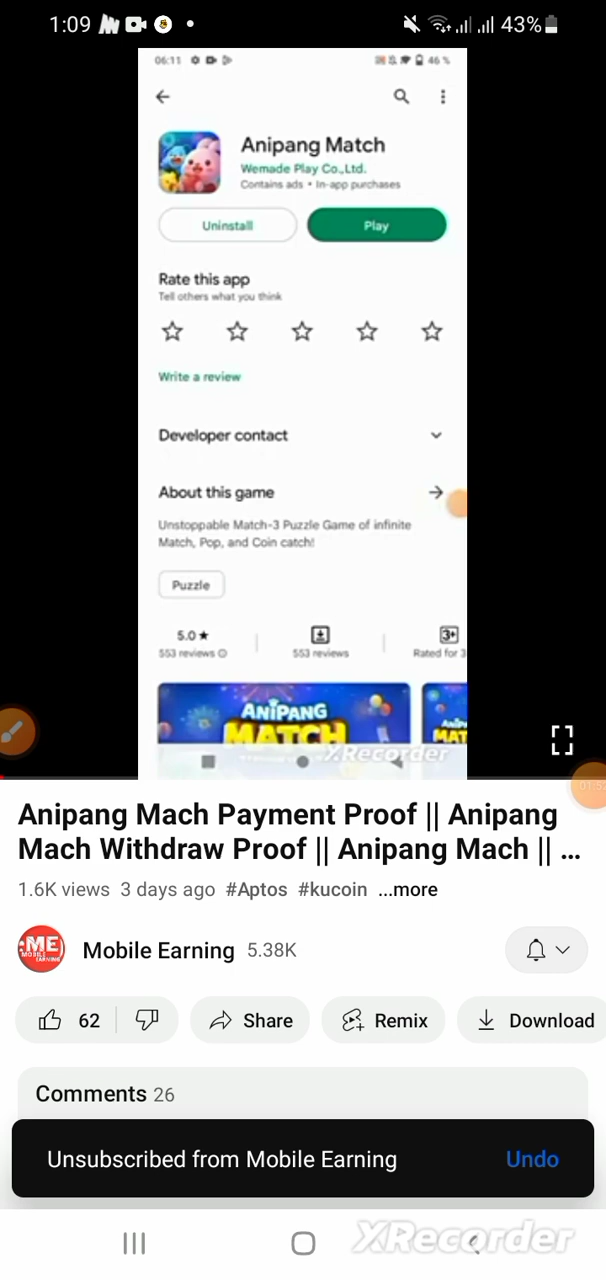 1:09
43%
06:11
46%
Anipang Match
Wemade Play Co.,Ltd.
Contains ads • In-app purchases
Uninstall
Play
Rate this app
Tell others what you think
Write a review
Developer contact
About this game
Unstoppable Match-3 Puzzle Game of infinite
Match, Pop, and Coin catch!
Puzzle
5.0★
3+
553 reviews
553 reviews
Rated for 3
ANiPANG
MATCH
XRecorder
Anipang Mach Payment Proof || Anipang
Mach Withdraw Proof || Anipang Mach || ...
1.6K views 3 days ago #Aptos #kucoin ...more
:ME
MOBILE EARNING
Mobile Earning 5.38K
62
Share
Remix
Download
Comments 26
Unsubscribed from Mobile Earning
Undo
XRecorder